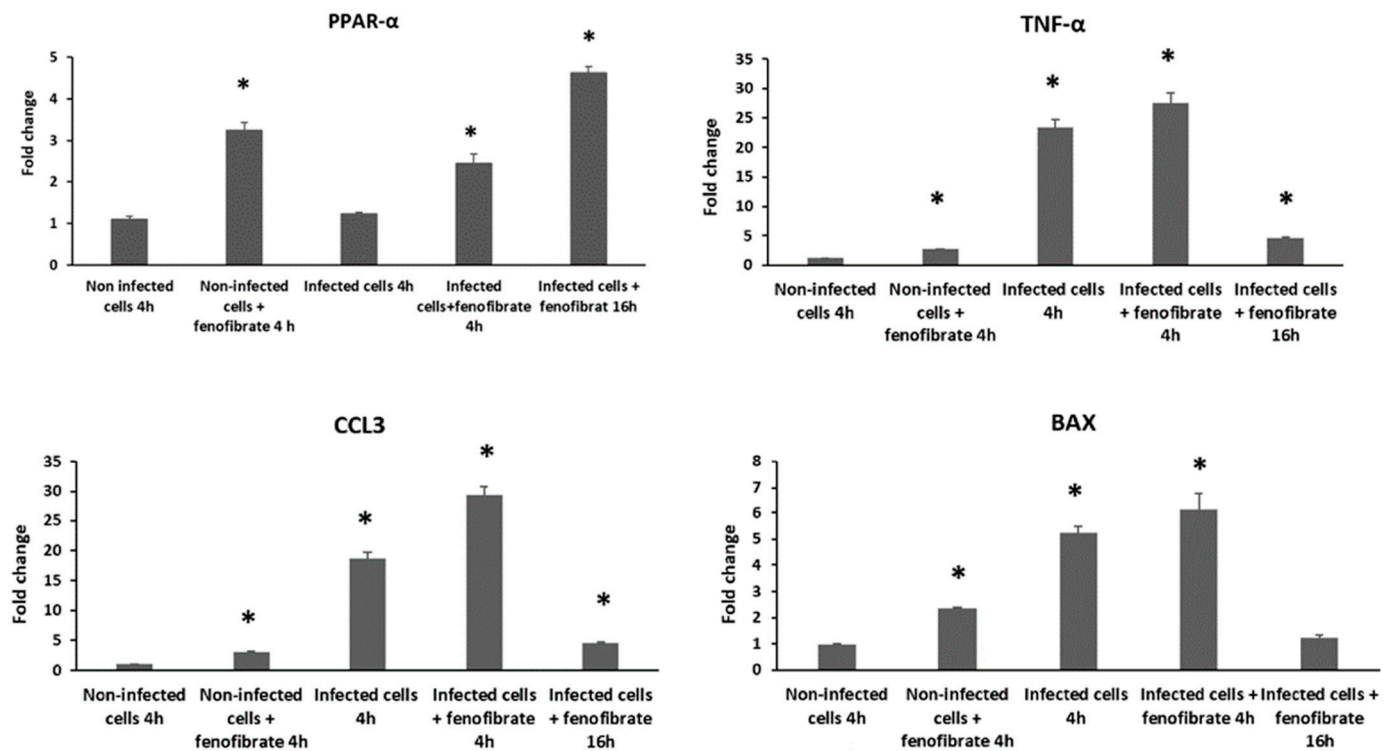 PPAR-α
*
*
*
Fold change
5
4
3
2
1
0
Non infected
cells 4h
Non-infected
cells +
fenofibrate 4 h
Infected cells 4h
Infected
cells+fenofibrate
4h
Infected cells +
fenofibrat 16h
TNF-α
*
*
*
*
Fold change
35
30
25
20
15
10
5
0
Non-infected
cells 4h
Non-infected
cells +
fenofibrate 4h
Infected cells
4h
Infected cells
+ fenofibrate
4h
Infected cells
+ fenofibrate
16h
CCL3
*
*
*
*
Fold change
35
30
25
20
15
10
5
0
Non-infected
cells 4h
Non-infected
cells +
fenofibrate 4h
Infected cells
4h
Infected cells
+ fenofibrate
4h
Infected cells
+ fenofibrate
16h
BAX
*
*
*
Fold change
8
7
6
5
4
3
2
1
0
Non-infected
cells 4h
Non-infected
cells +
fenofibrate 4h
Infected cells
4h
Infected cells +
fenofibrate 4h
Infected cells +
fenofibrate
16h